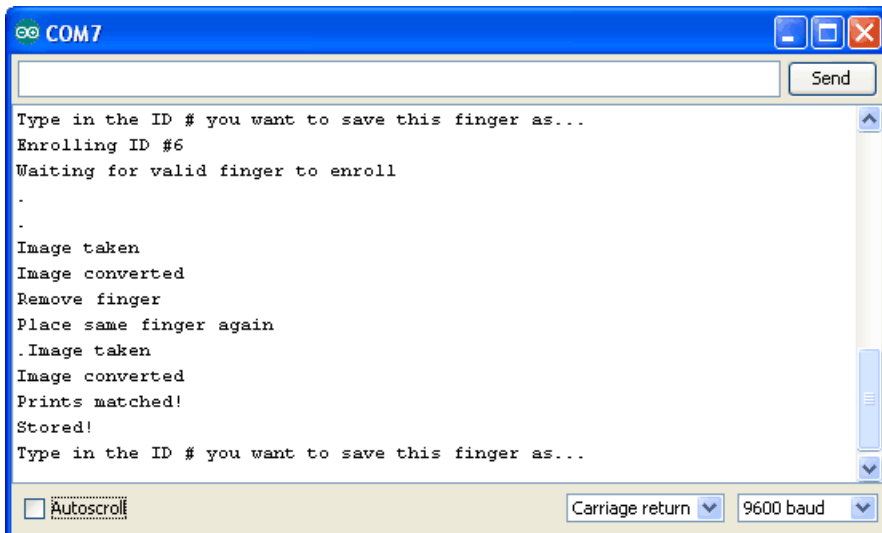 COM7
Send
Type in the ID # you want to save this finger as...
Enrolling ID #6
Waiting for valid finger to enroll
.
.
Image taken
Image converted
Remove finger
Place same finger again
.Image taken
Image converted
Prints matched!
Stored!
Type in the ID # you want to save this finger as...
Autoscroll
Carriage return
9600 baud